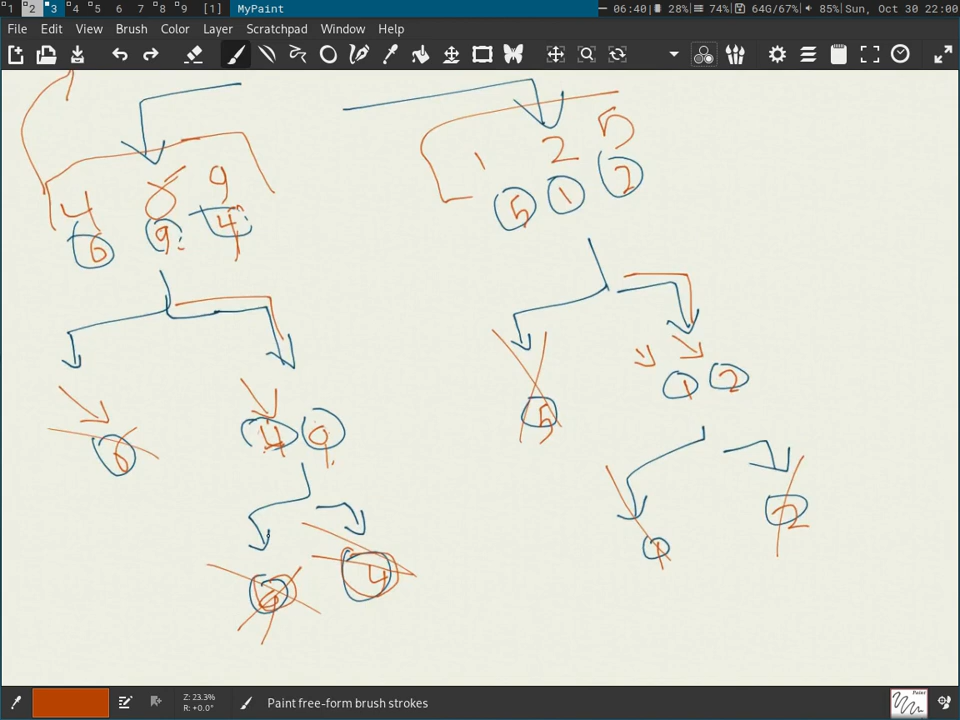 1 2 3 4 5 6 7 8 9 [1] MyPaint 06:40 28% 74% 64G/67% 85% Sun, Oct 30 22:00
File Edit View Brush Color Layer Scratchpad Window Help
1 2 5
4 8 9
5 1 2
6 9 4
1 2
5
4 9
6
2
1
4
Z: 23.3%
R: +0.0° Paint free-form brush strokes